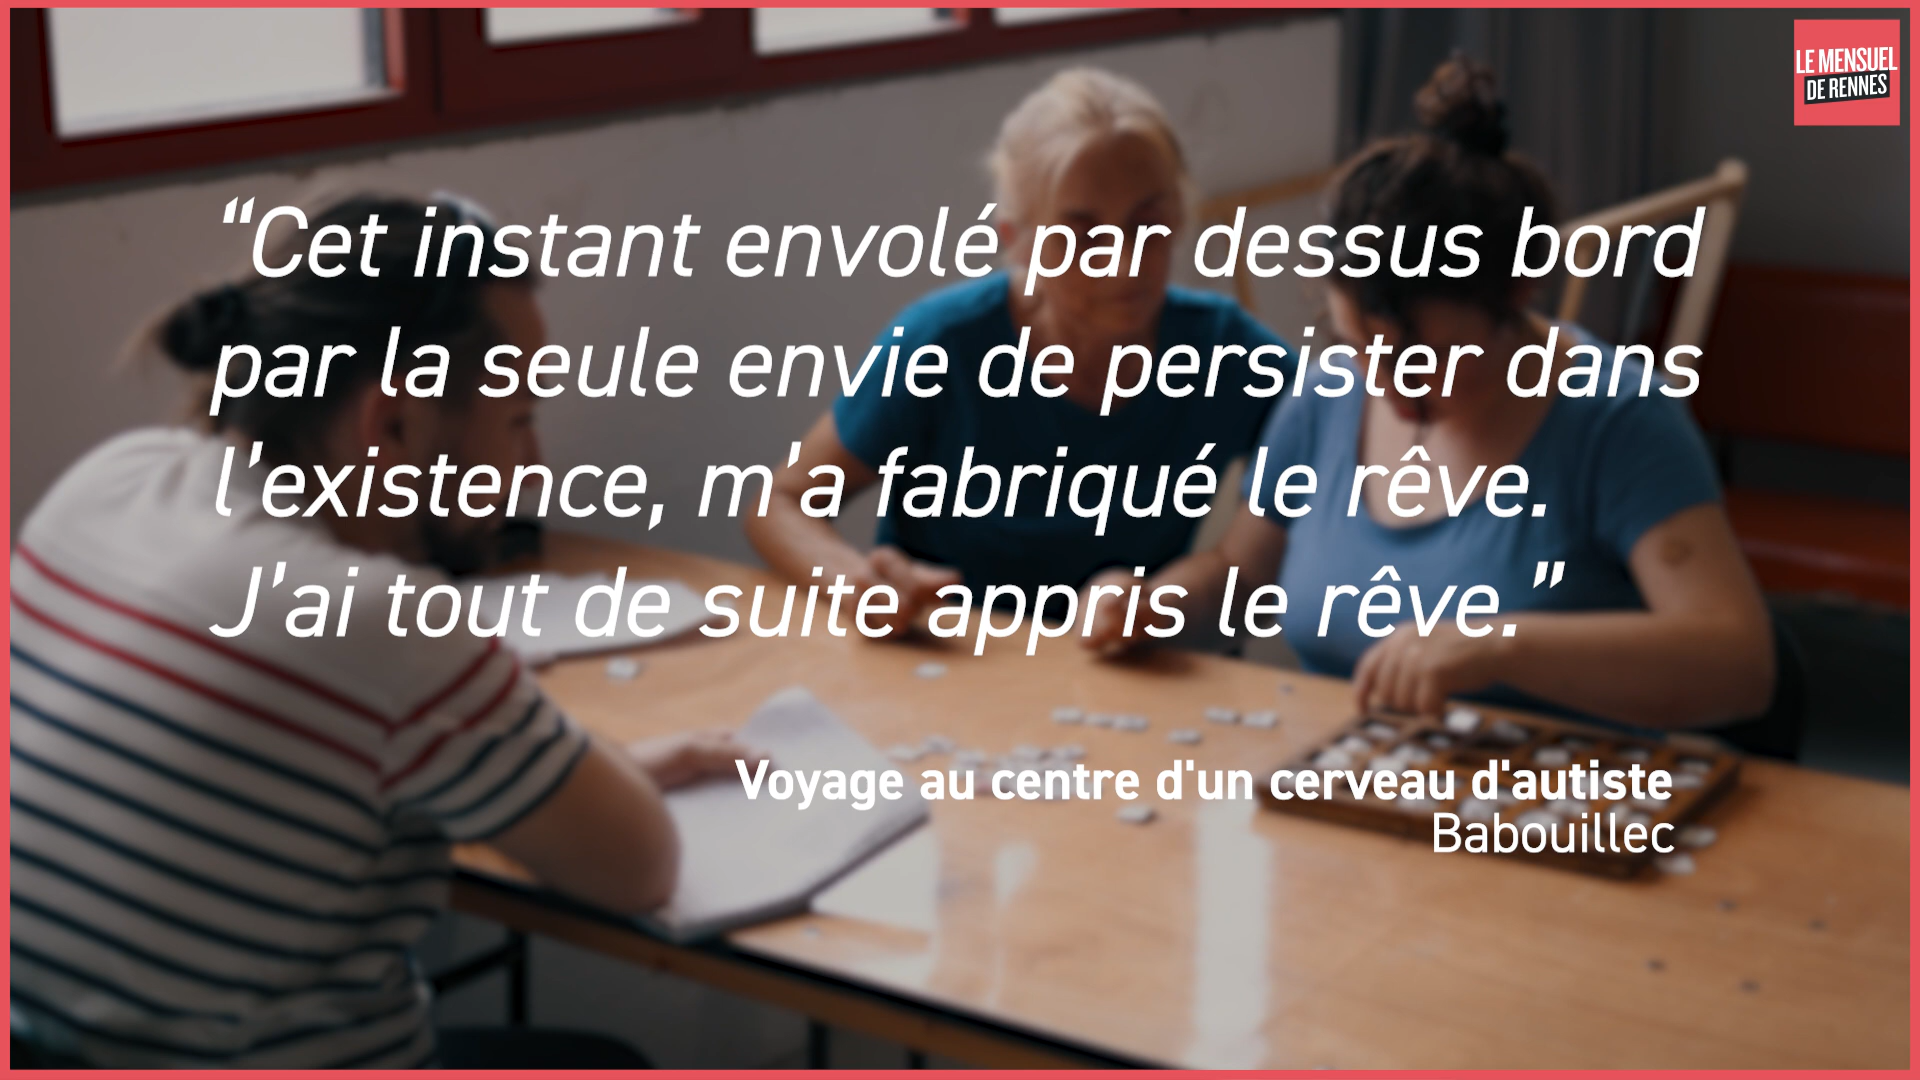 LE MENSUEL
DE RENNES
“Cet instant envolé par dessus bord
par la seule envie de persister dans
l’existence, m’a fabriqué le rêve.
J’ai tout de suite appris le rêve.”
Voyage au centre d'un cerveau d'autiste
Babouillec